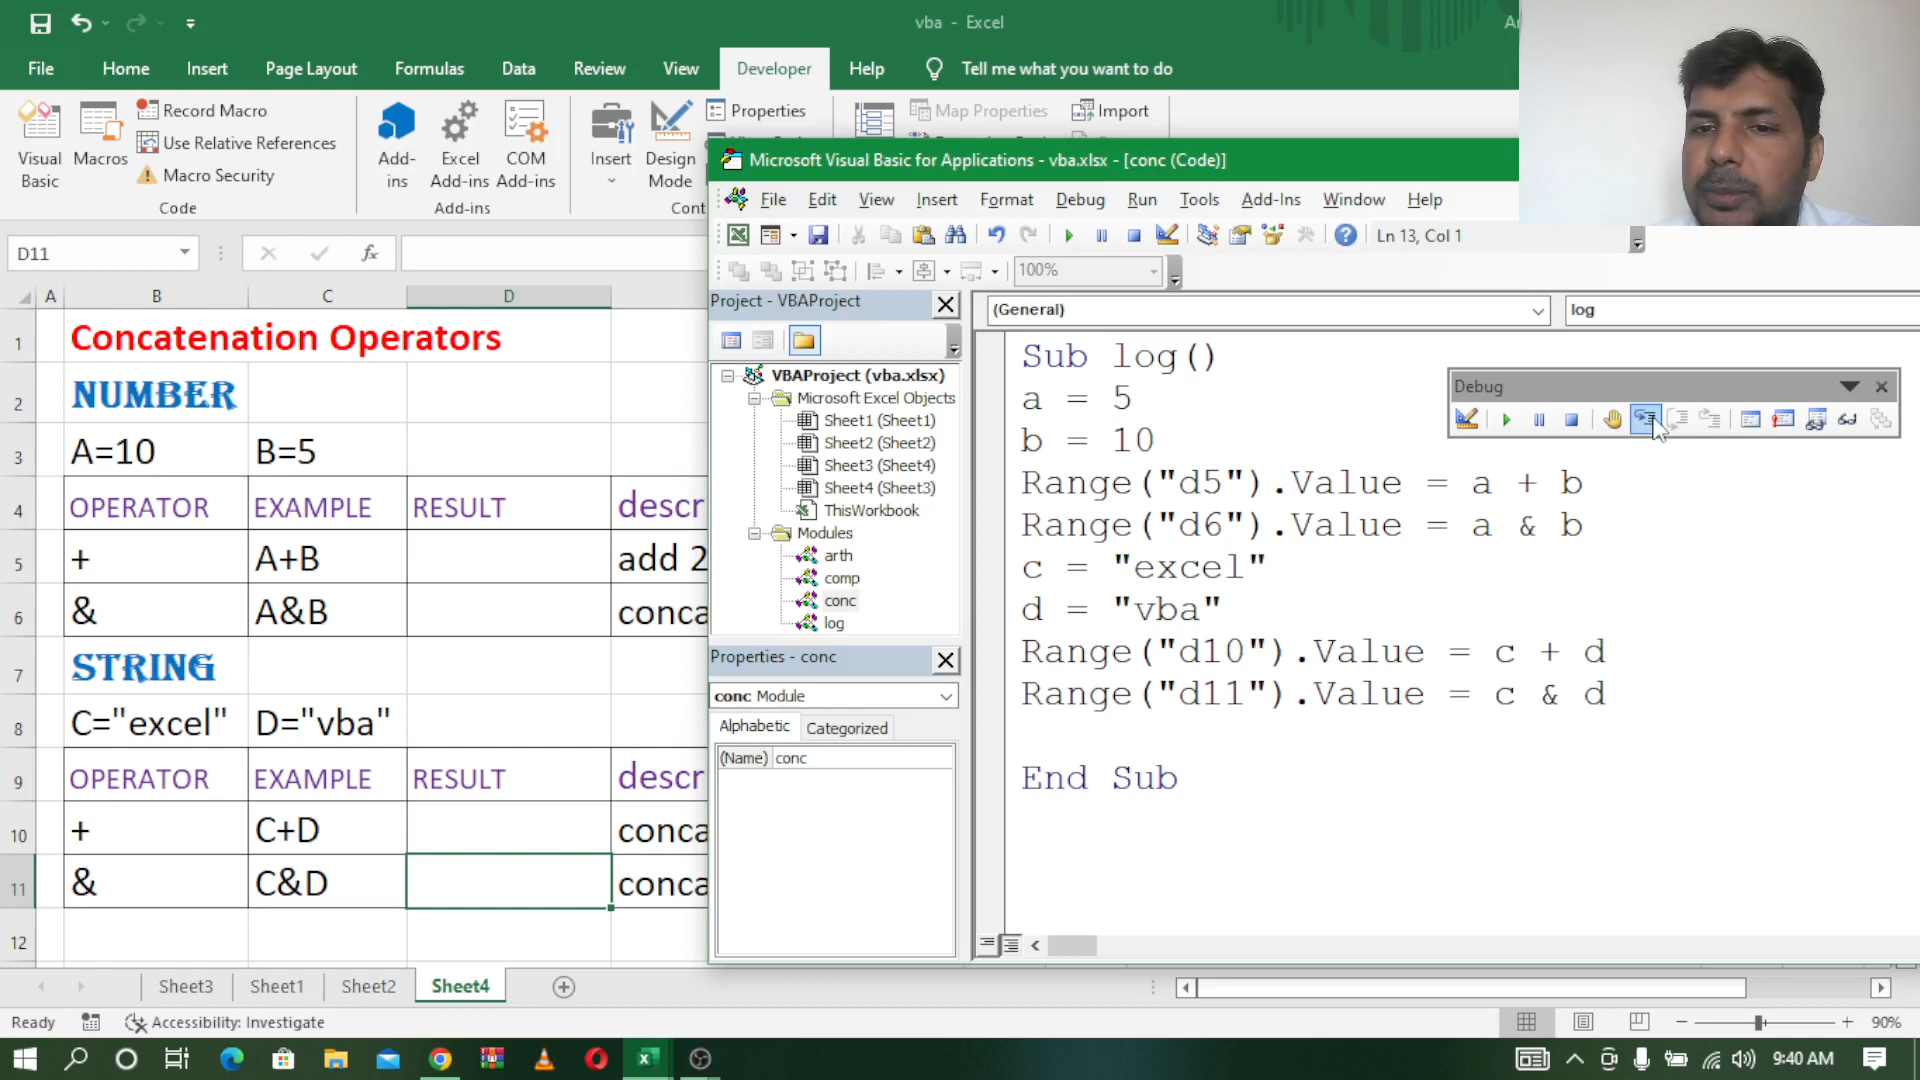 vba - Excel
File Home Insert Page Layout Formulas Data Review View Developer Help Tell me what you want to do
Visual Basic
Macros
Record Macro
Use Relative References
Macro Security
Code
Add-ins
Excel Add-ins
COM Add-ins
Add-ins
Insert
Design Mode
Properties
Cont
Map Properties
Import
D11
fx
A B C D
1 Concatenation Operators
2 NUMBER
3 A=10 B=5
4 OPERATOR EXAMPLE RESULT descr
5 + A+B add 2
6 & A&B conca
7 STRING
8 C="excel" D="vba"
9 OPERATOR EXAMPLE RESULT descr
10 + C+D conca
11 & C&D conca
12
Sheet3 Sheet1 Sheet2 Sheet4
Ready Accessibility: Investigate
90%
Microsoft Visual Basic for Applications - vba.xlsx - [conc (Code)]
File Edit View Insert Format Debug Run Tools Add-Ins Window Help
Ln 13, Col 1
100%
Project - VBAProject
VBAProject (vba.xlsx)
Microsoft Excel Objects
Sheet1 (Sheet1)
Sheet2 (Sheet2)
Sheet3 (Sheet4)
Sheet4 (Sheet3)
ThisWorkbook
Modules
arth
comp
conc
log
Properties - conc
conc Module
Alphabetic Categorized
(Name) conc
(General) log
Sub log()
a = 5
b = 10
Range("d5").Value = a + b
Range("d6").Value = a & b
c = "excel"
d = "vba"
Range("d10").Value = c + d
Range("d11").Value = c & d
End Sub
Debug
9:40 AM